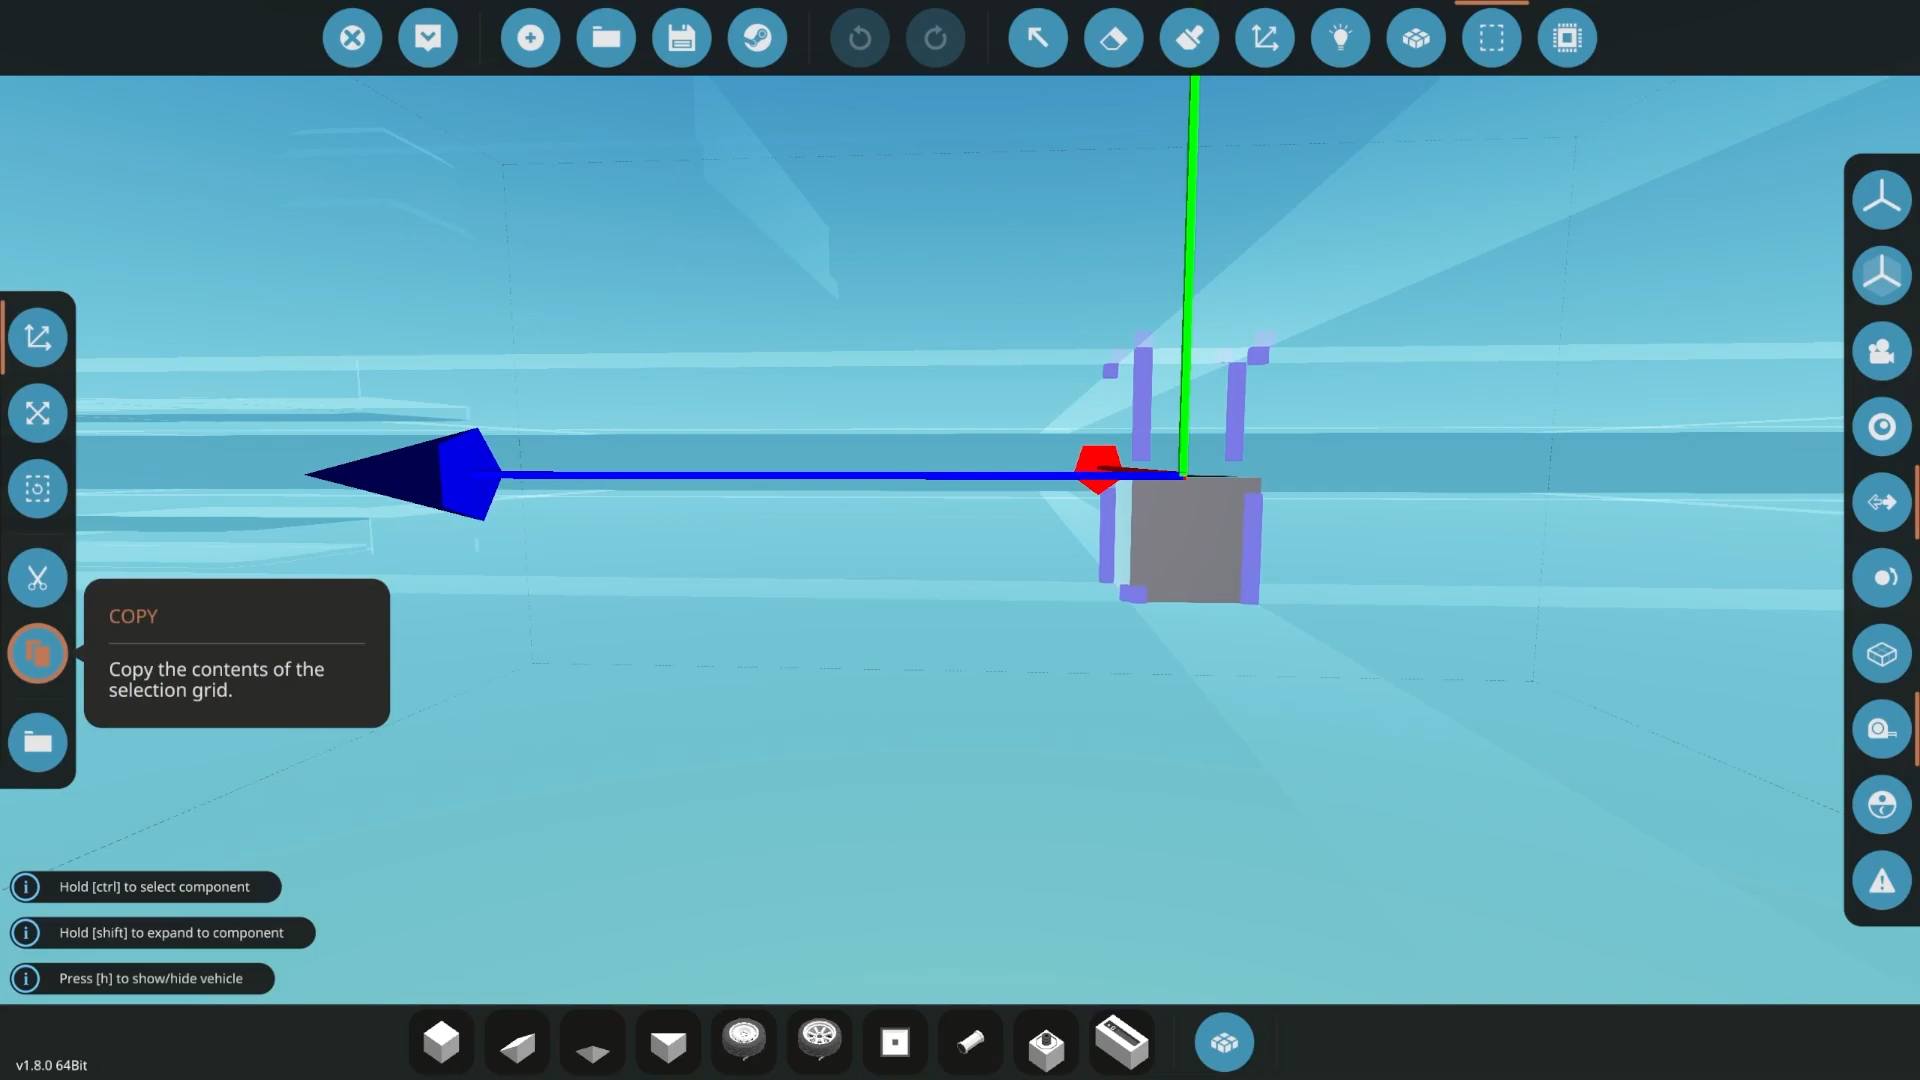 COPY
Copy the contents of the
selection grid.
Hold [ctrl] to select component
Hold [shift] to expand to component
Press [h] to show/hide vehicle
v1.8.0 64Bit